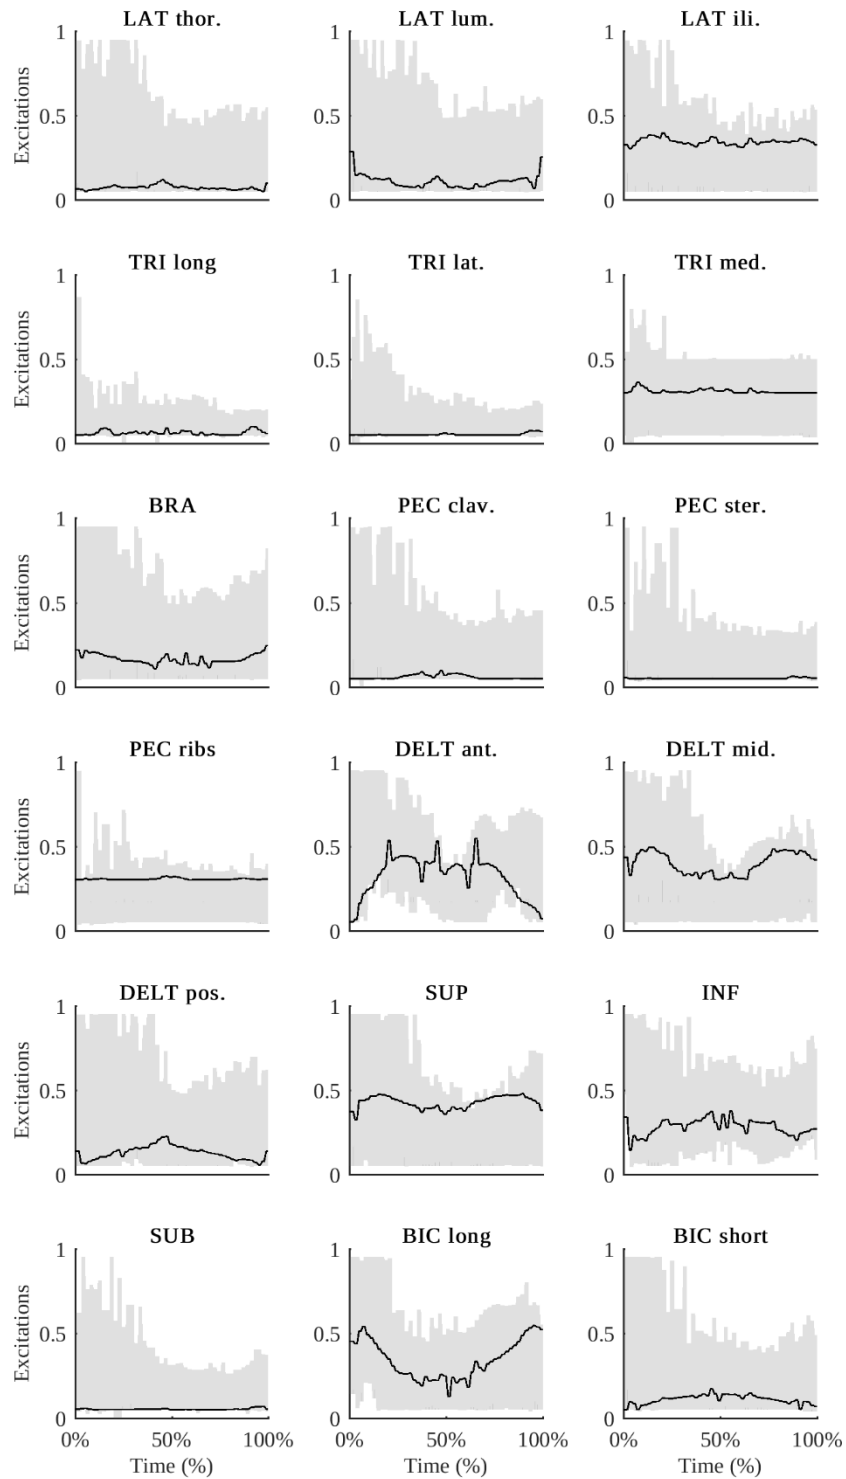 LAT thor. LAT lum. LAT ili.
1 1 1
Excitations 0.5 0.5 0.5
0 0 0
TRI long TRI lat. TRI med.
1 1 1
Excitations 0.5 0.5 0.5
0 0 0
BRA PEC clav. PEC ster.
1 1 1
Excitations 0.5 0.5 0.5
0 0 0
PEC ribs DELT ant. DELT mid.
1 1 1
Excitations 0.5 0.5 0.5
0 0 0
DELT pos. SUP INF
1 1 1
Excitations 0.5 0.5 0.5
0 0 0
SUB BIC long BIC short
1 1 1
Excitations 0.5 0.5 0.5
0 0 0
0% 50% 100% 0% 50% 100% 0% 50% 100%
Time (%) Time (%) Time (%)